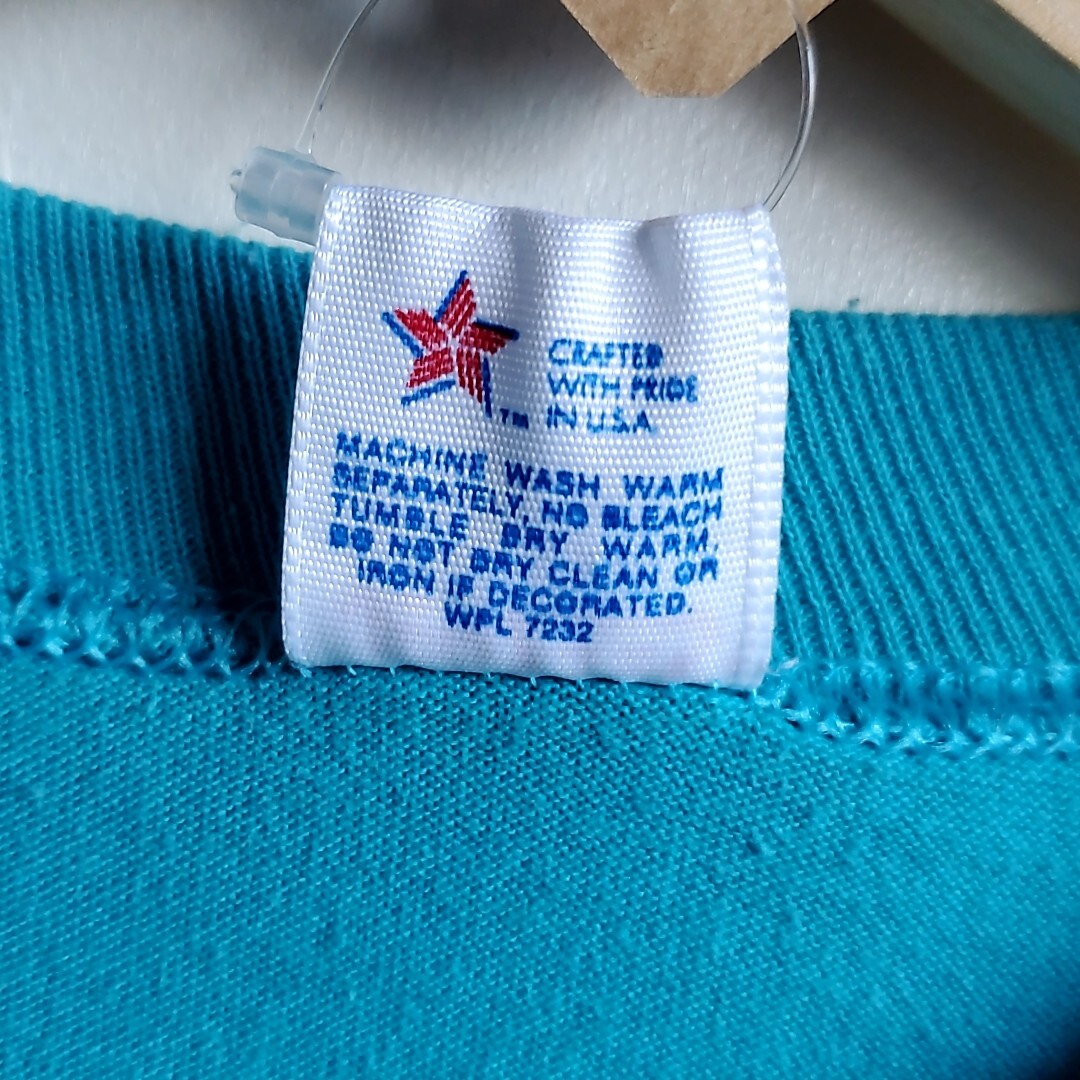 CRAFTED
WITH PRIDE
IN U.S.A
TM
MACHINE WASH WARM
SEPARATELY, NO BLEACH
TUMBLE DRY WARM.
DO NOT DRY CLEAN OR
IRON IF DECORATED.
WPL 7232